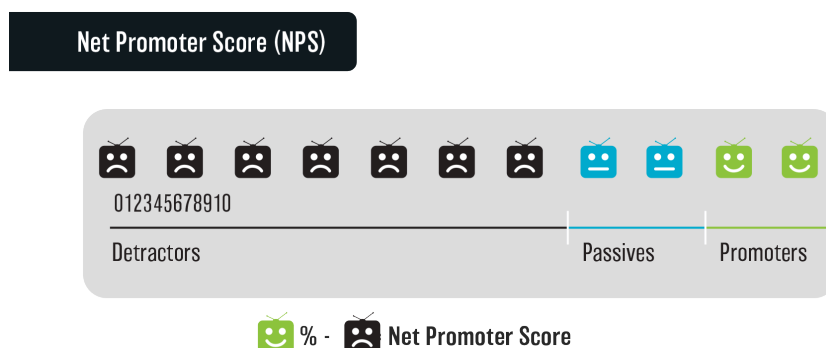 Net Promoter Score (NPS)
012345678910
Detractors Passives Promoters
% - Net Promoter Score